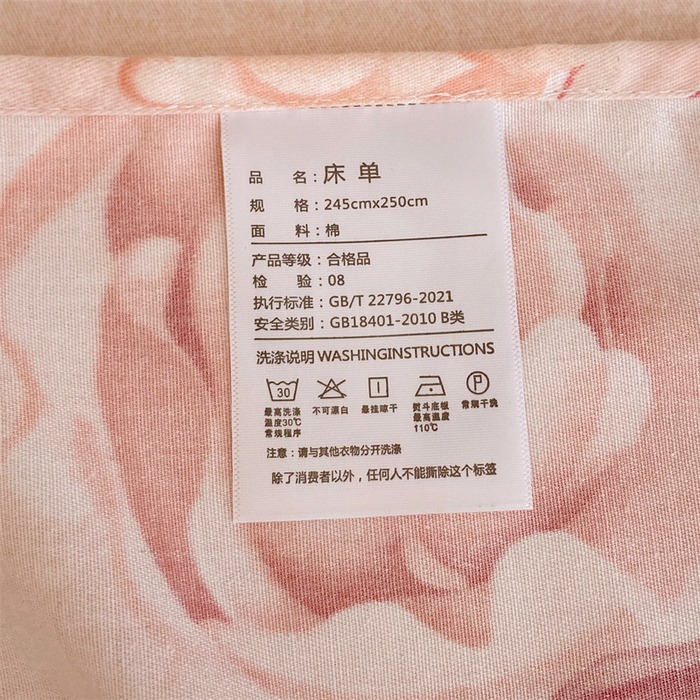 品 名：床 单
规 格：245cmx250cm
面 料：棉
产品等级：合格品
检 验：08
执行标准：GB/T 22796-2021
安全类别：GB18401-2010 B类
洗涤说明 WASHINGINSTRUCTIONS
30 P
最高洗涤温度30℃常规程序 不可漂白 悬挂晾干 熨斗底板最高温度110℃ 常规干洗
注意：请与其他衣物分开洗涤
除了消费者以外，任何人不能撕除这个标签